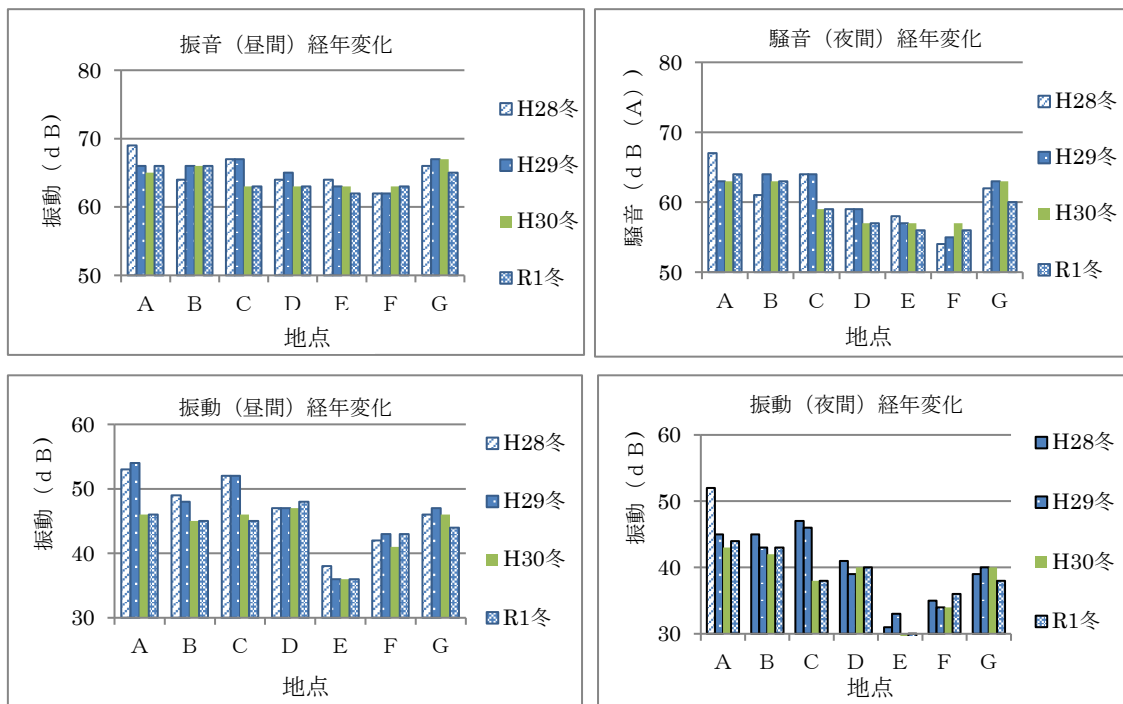 振音（昼間）経年変化
80
70
60
50
振動（ｄＢ）
A B C D E F G
地点
H28冬
H29冬
H30冬
R1冬
騒音（夜間）経年変化
80
70
60
50
騒音（ｄＢ（A））
A B C D E F G
地点
H28冬
H29冬
H30冬
R1冬
振動（昼間）経年変化
60
50
40
30
振動（ｄＢ）
A B C D E F G
地点
H28冬
H29冬
H30冬
R1冬
振動（夜間）経年変化
60
50
40
30
振動（ｄＢ）
A B C D E F G
地点
H28冬
H29冬
H30冬
R1冬